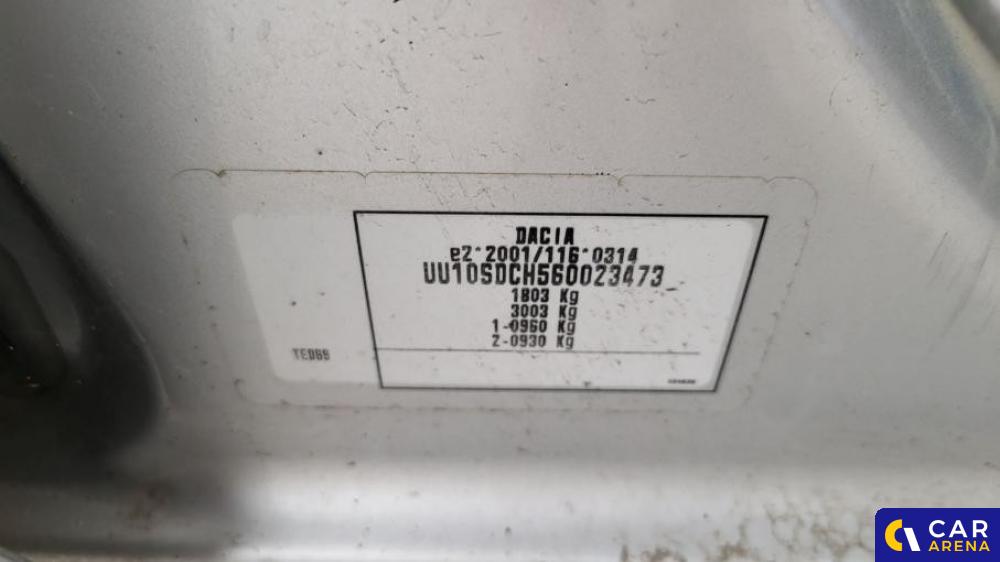 DACIA
e2*2001/116*0314
UU10SDCH560023473
1803 Kg
3003 Kg
1-0960 Kg
2-0930 Kg
TED69
CAR
ARENA